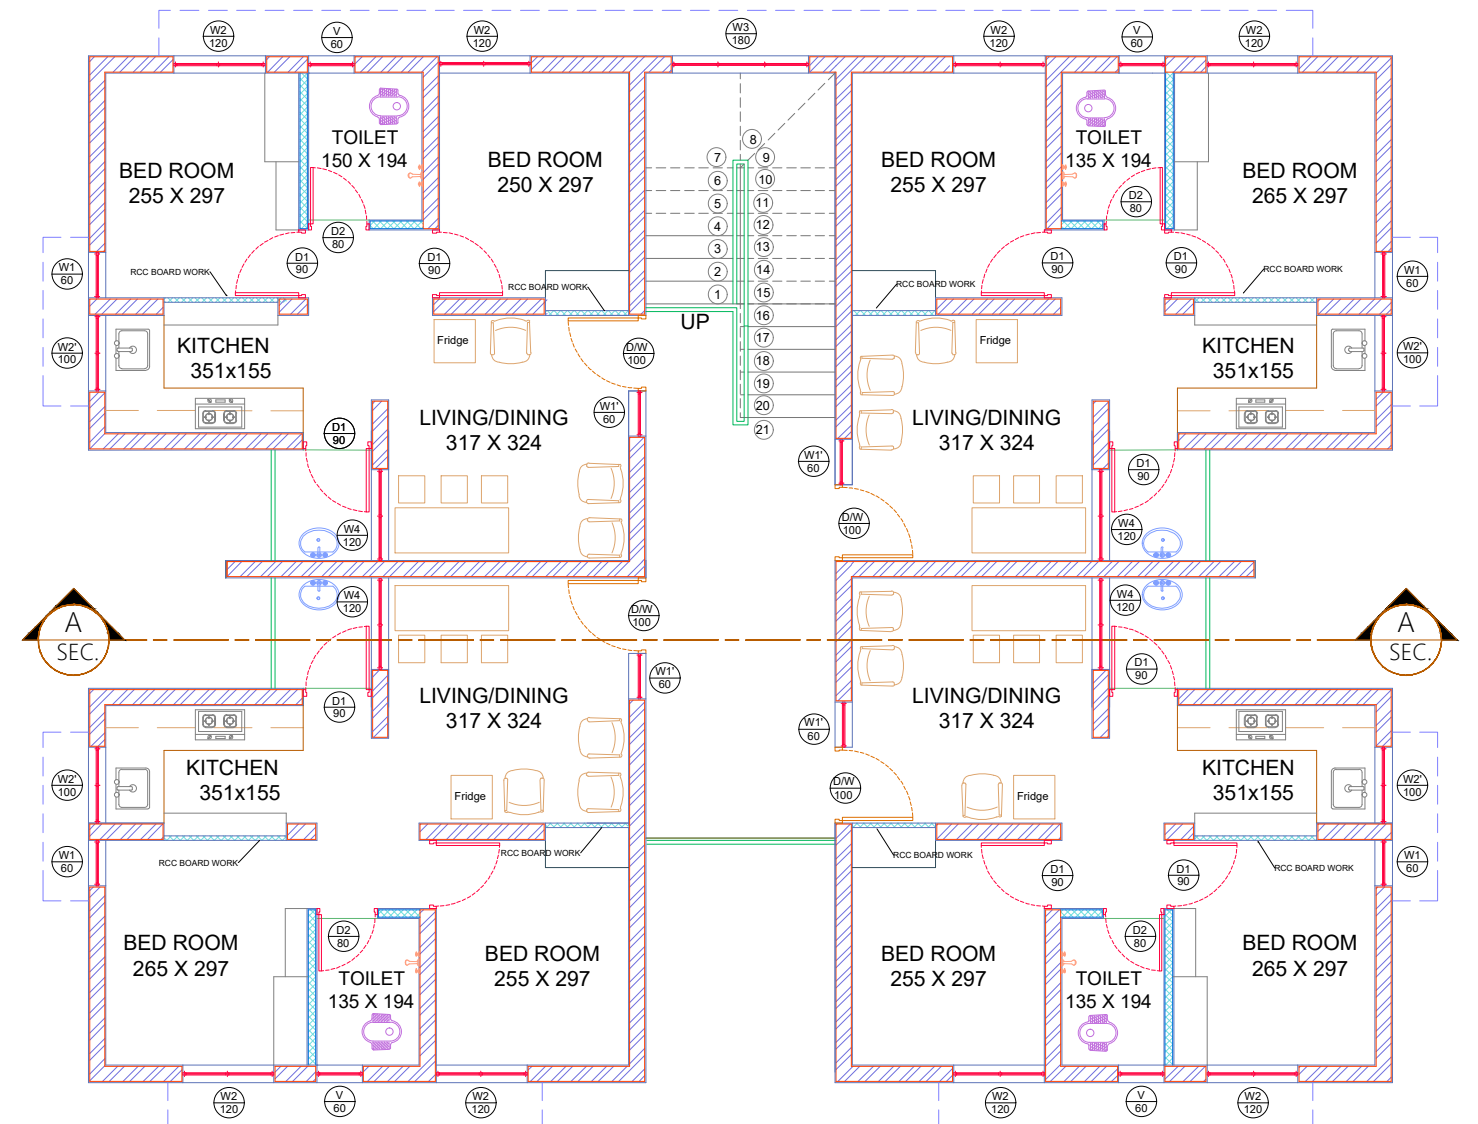 W2
120
V
60
W2
120
W3
180
W2
120
V
60
W2
120
BED ROOM
255 X 297
TOILET
150 X 194
BED ROOM
250 X 297
BED ROOM
255 X 297
TOILET
135 X 194
BED ROOM
265 X 297
D2
80
D2
80
7
6
5
4
3
2
1
8
9
10
11
12
13
14
15
16
17
18
19
20
21
UP
W1
60
RCC BOARD WORK
D1
90
D1
90
RCC BOARD WORK
RCC BOARD WORK
D1
90
D1
90
RCC BOARD WORK
W1
60
W2'
100
KITCHEN
351x155
Fridge
D/W
100
Fridge
KITCHEN
351x155
W2'
100
D1
90
LIVING/DINING
317 X 324
W1'
60
W1'
60
LIVING/DINING
317 X 324
D1
90
W4
120
D/W
100
W4
120
A
SEC.
W4
120
D/W
100
W4
120
A
SEC.
D1
90
LIVING/DINING
317 X 324
W1'
60
W1'
60
LIVING/DINING
317 X 324
D1
90
W2'
100
KITCHEN
351x155
Fridge
D/W
100
Fridge
KITCHEN
351x155
W2'
100
W1
60
RCC BOARD WORK
RCC BOARD WORK
RCC BOARD WORK
D1
90
D1
90
RCC BOARD WORK
W1
60
BED ROOM
265 X 297
D2
80
TOILET
135 X 194
BED ROOM
255 X 297
BED ROOM
255 X 297
D2
80
TOILET
135 X 194
BED ROOM
265 X 297
W2
120
V
60
W2
120
W2
120
V
60
W2
120